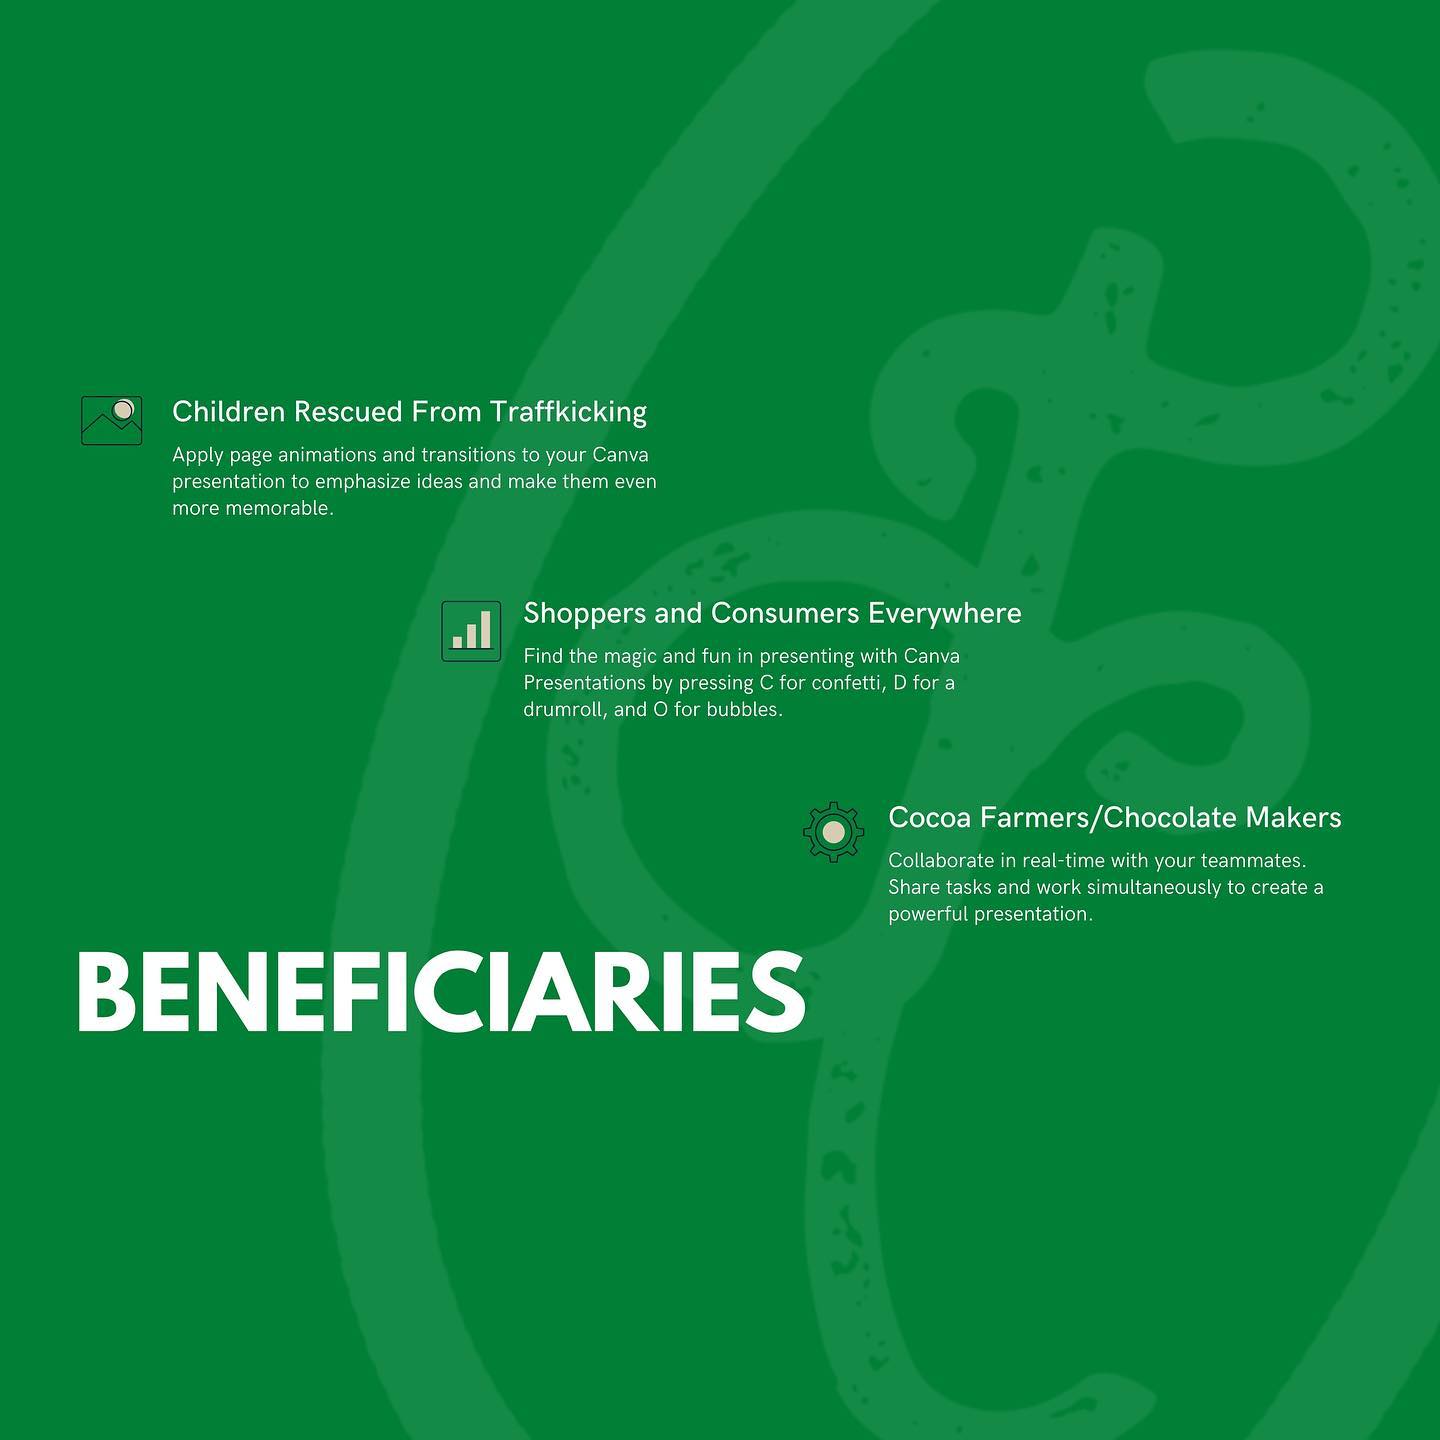 Children Rescued From Traffkicking
Apply page animations and transitions to your Canva
presentation to emphasize ideas and make them even
more memorable.
Shoppers and Consumers Everywhere
Find the magic and fun in presenting with Canva
Presentations by pressing C for confetti, D for a
drumroll, and O for bubbles.
Cocoa Farmers/Chocolate Makers
Collaborate in real-time with your teammates.
Share tasks and work simultaneously to create a
powerful presentation.
BENEFICIARIES